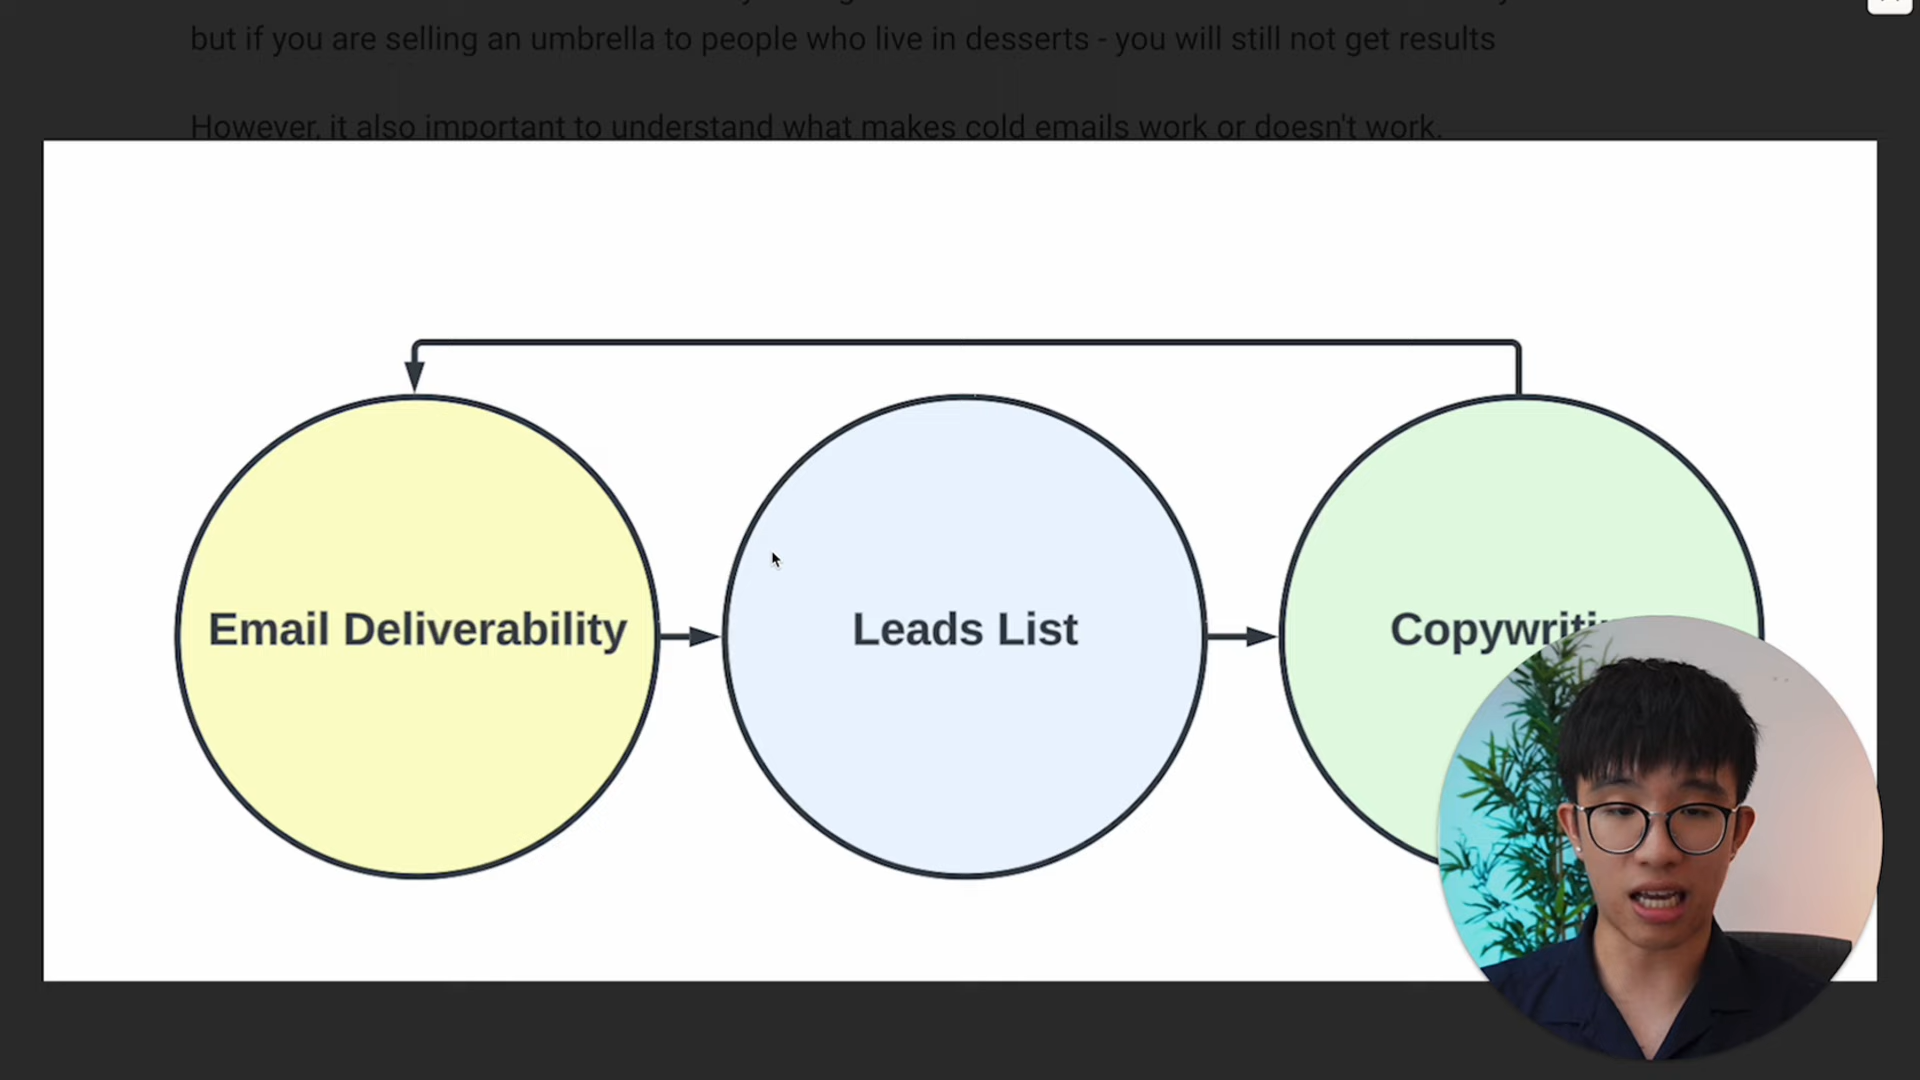 but if you are selling an umbrella to people who live in desserts - you will still not get results
However, it also important to understand what makes cold emails work or doesn't work.
Email Deliverability
Leads List